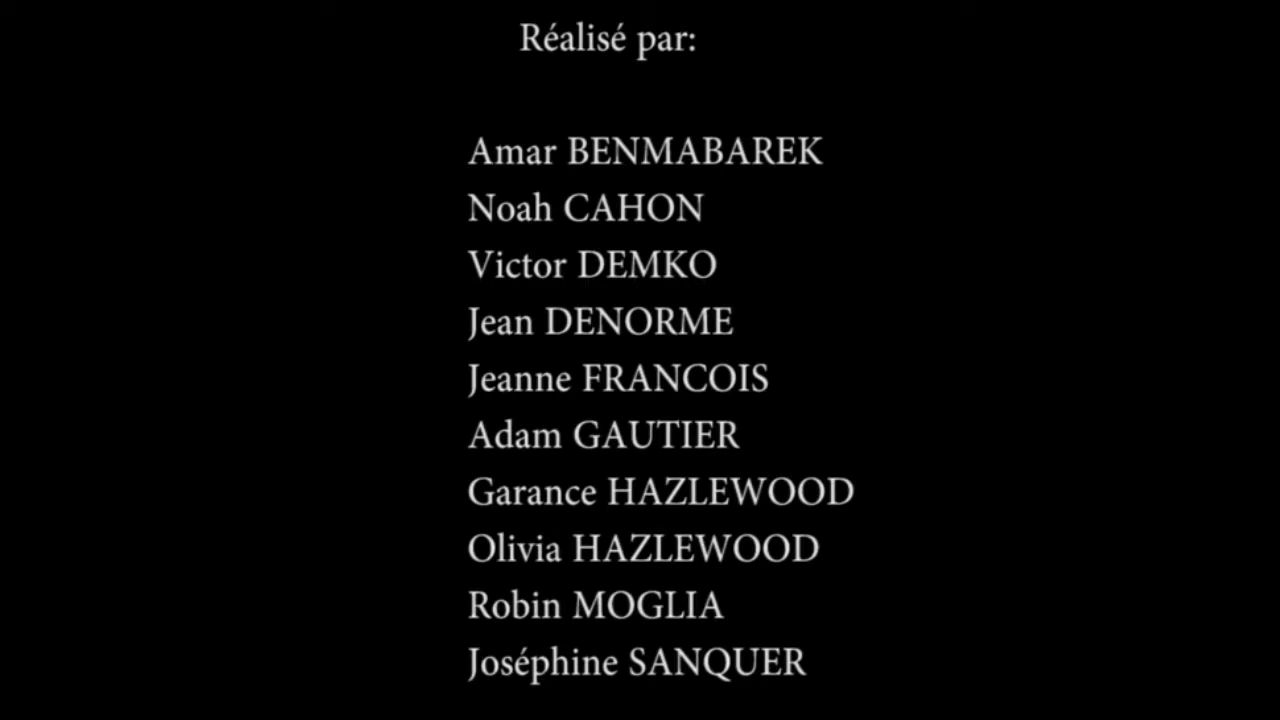 Réalisé par:
Amar BENMABAREK
Noah CAHON
Victor DEMKO
Jean DENORME
Jeanne FRANCOIS
Adam GAUTIER
Garance HAZLEWOOD
Olivia HAZLEWOOD
Robin MOGLIA
Joséphine SANQUER